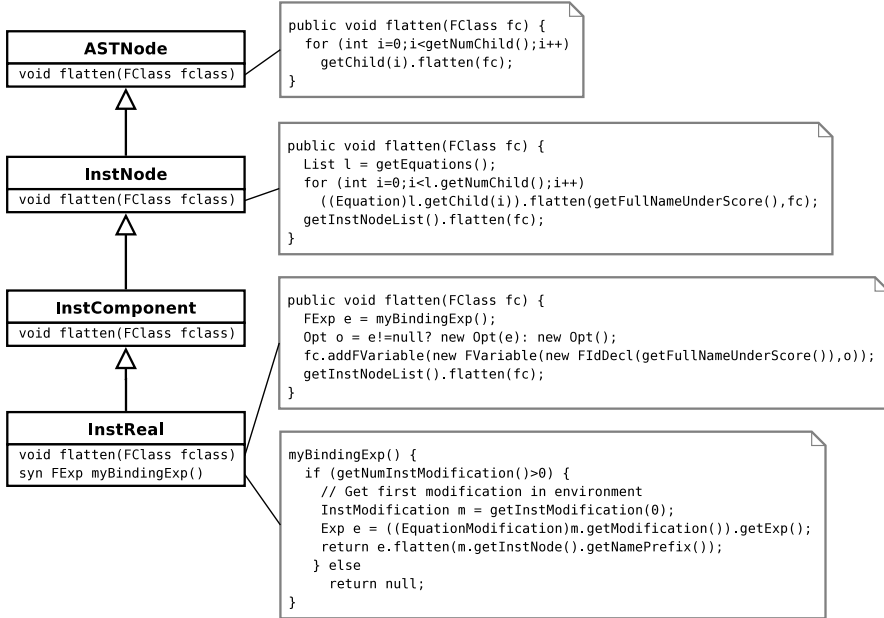 ASTNode
void flatten(FClass fclass)
public void flatten(FClass fc) {
for (int i=0;i<getNumChild();i++)
getChild(i).flatten(fc);
}
InstNode
void flatten(FClass fclass)
public void flatten(FClass fc) {
List l = getEquations();
for (int i=0;i<l.getNumChild();i++)
((Equation)l.getChild(i)).flatten(getFullNameUnderScore(),fc);
getInstNodeList().flatten(fc);
}
InstComponent
void flatten(FClass fclass)
public void flatten(FClass fc) {
FExp e = myBindingExp();
Opt o = e!=null? new Opt(e): new Opt();
fc.addFVariable(new FVariable(new FIdDecl(getFullNameUnderScore()),o));
getInstNodeList().flatten(fc);
}
InstReal
void flatten(FClass fclass)
syn FExp myBindingExp()
myBindingExp() {
if (getNumInstModification()>0) {
// Get first modification in environment
InstModification m = getInstModification(0);
Exp e = ((EquationModification)m.getModification()).getExp();
return e.flatten(m.getInstNode().getNamePrefix());
} else
return null;
}